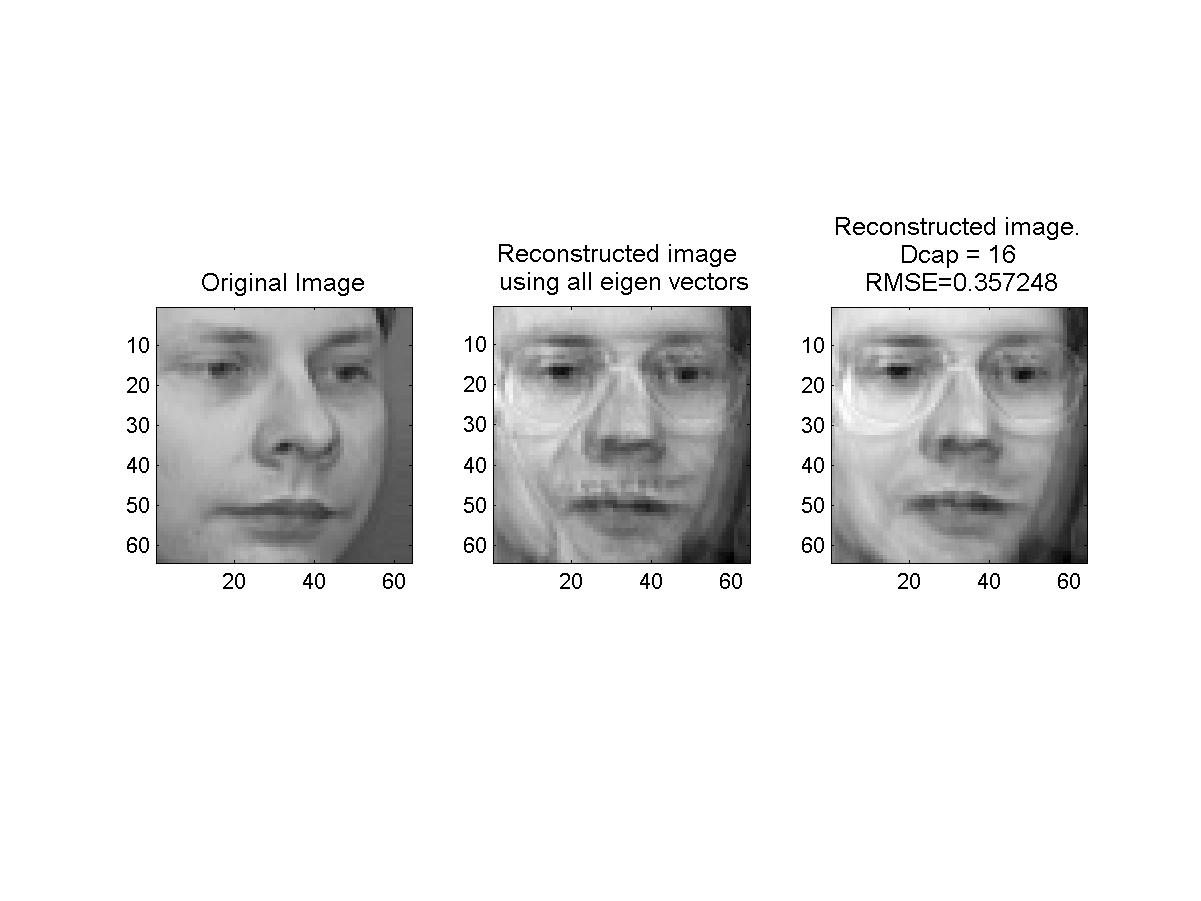 Original Image
10
20
30
40
50
60
20 40 60
Reconstructed image
using all eigen vectors
10
20
30
40
50
60
20 40 60
Reconstructed image.
Dcap = 16
RMSE=0.357248
10
20
30
40
50
60
20 40 60